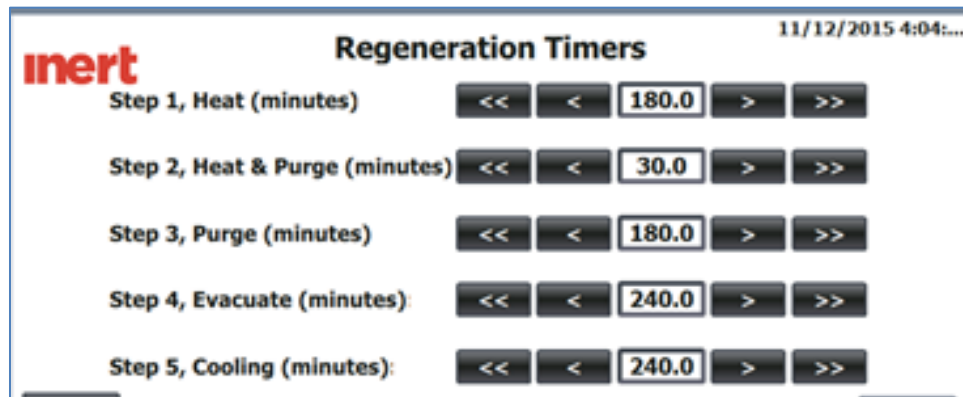 11/12/2015 4:04:...
inert
Regeneration Timers
Step 1, Heat (minutes) << < 180.0 > >>
Step 2, Heat & Purge (minutes) << < 30.0 > >>
Step 3, Purge (minutes) << < 180.0 > >>
Step 4, Evacuate (minutes): << < 240.0 > >>
Step 5, Cooling (minutes): << < 240.0 > >>